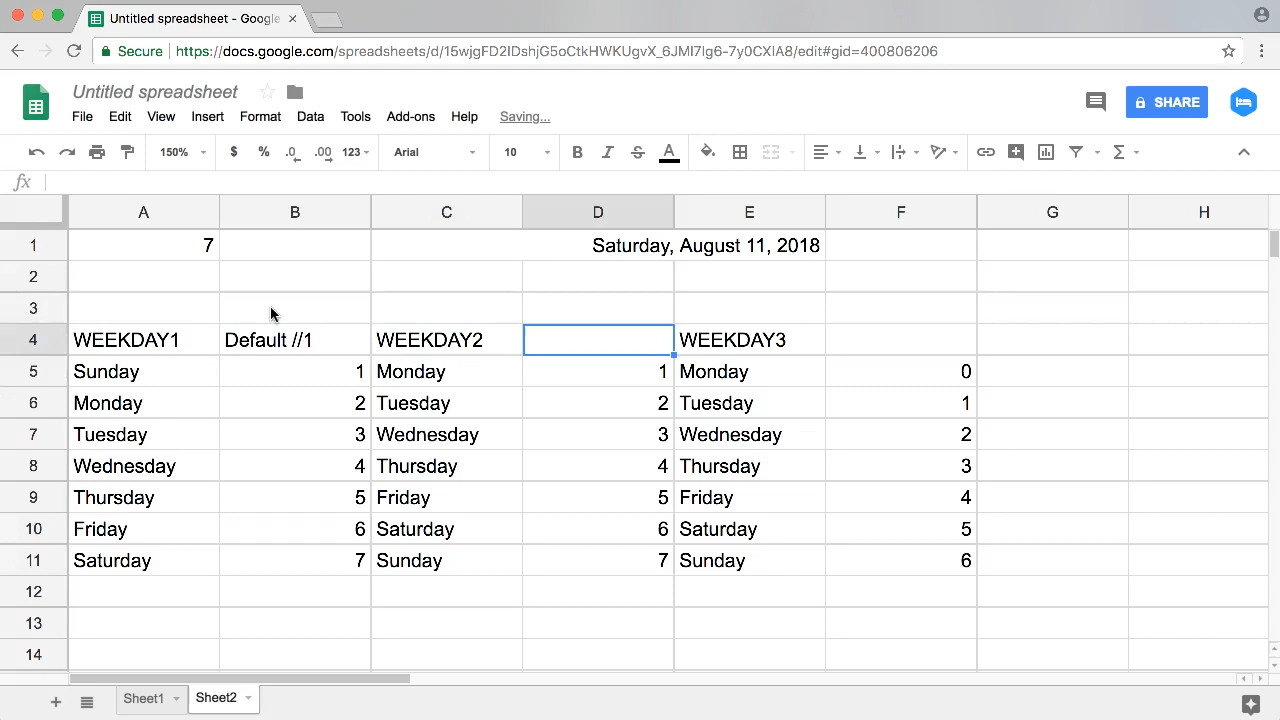 Untitled spreadsheet - Google
Secure https://docs.google.com/spreadsheets/d/15wjgFD2IDshjG5oCtkHWKUgvX_6JMI7lg6-7y0CXIA8/edit#gid=400806206
Untitled spreadsheet
File Edit View Insert Format Data Tools Add-ons Help Saving...
SHARE
150% $ % .0 .00 123 Arial 10 B I S A Σ
fx
A B C D E F G H
1 7 Saturday, August 11, 2018
2
3
4 WEEKDAY1 Default //1 WEEKDAY2 WEEKDAY3
5 Sunday 1 Monday 1 Monday 0
6 Monday 2 Tuesday 2 Tuesday 1
7 Tuesday 3 Wednesday 3 Wednesday 2
8 Wednesday 4 Thursday 4 Thursday 3
9 Thursday 5 Friday 5 Friday 4
10 Friday 6 Saturday 6 Saturday 5
11 Saturday 7 Sunday 7 Sunday 6
12
13
14
Sheet1 Sheet2